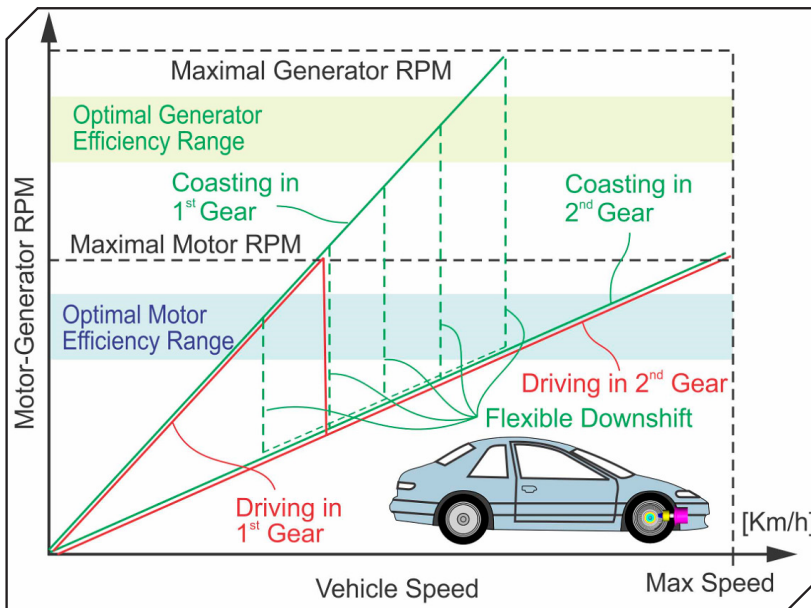 Maximal Generator RPM
Optimal Generator
Efficiency Range
Coasting in
1st Gear
Coasting in
2nd Gear
Maximal Motor RPM
Optimal Motor
Efficiency Range
Driving in 2nd Gear
Flexible Downshift
Driving in
1st Gear
Motor-Generator RPM
[Km/h]
Vehicle Speed
Max Speed